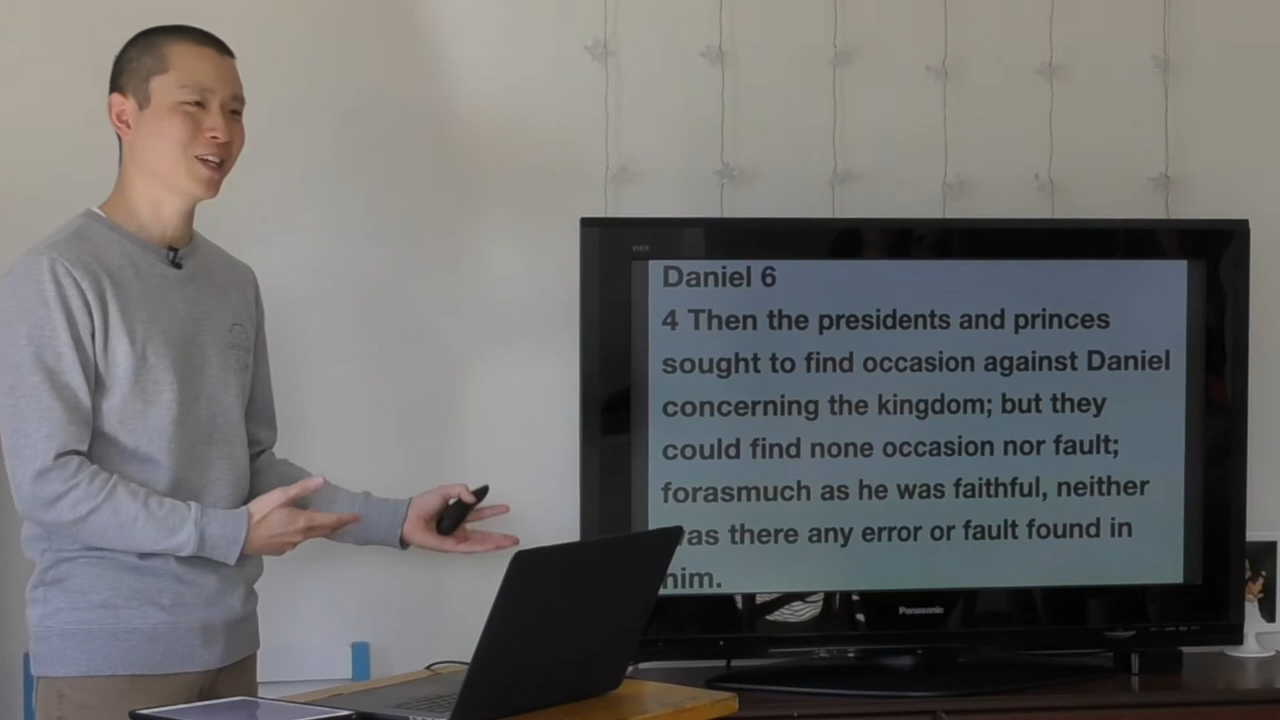 Daniel 6
4 Then the presidents and princes
sought to find occasion against Daniel
concerning the kingdom; but they
could find none occasion nor fault;
forasmuch as he was faithful, neither
was there any error or fault found in
him.
Panasonic